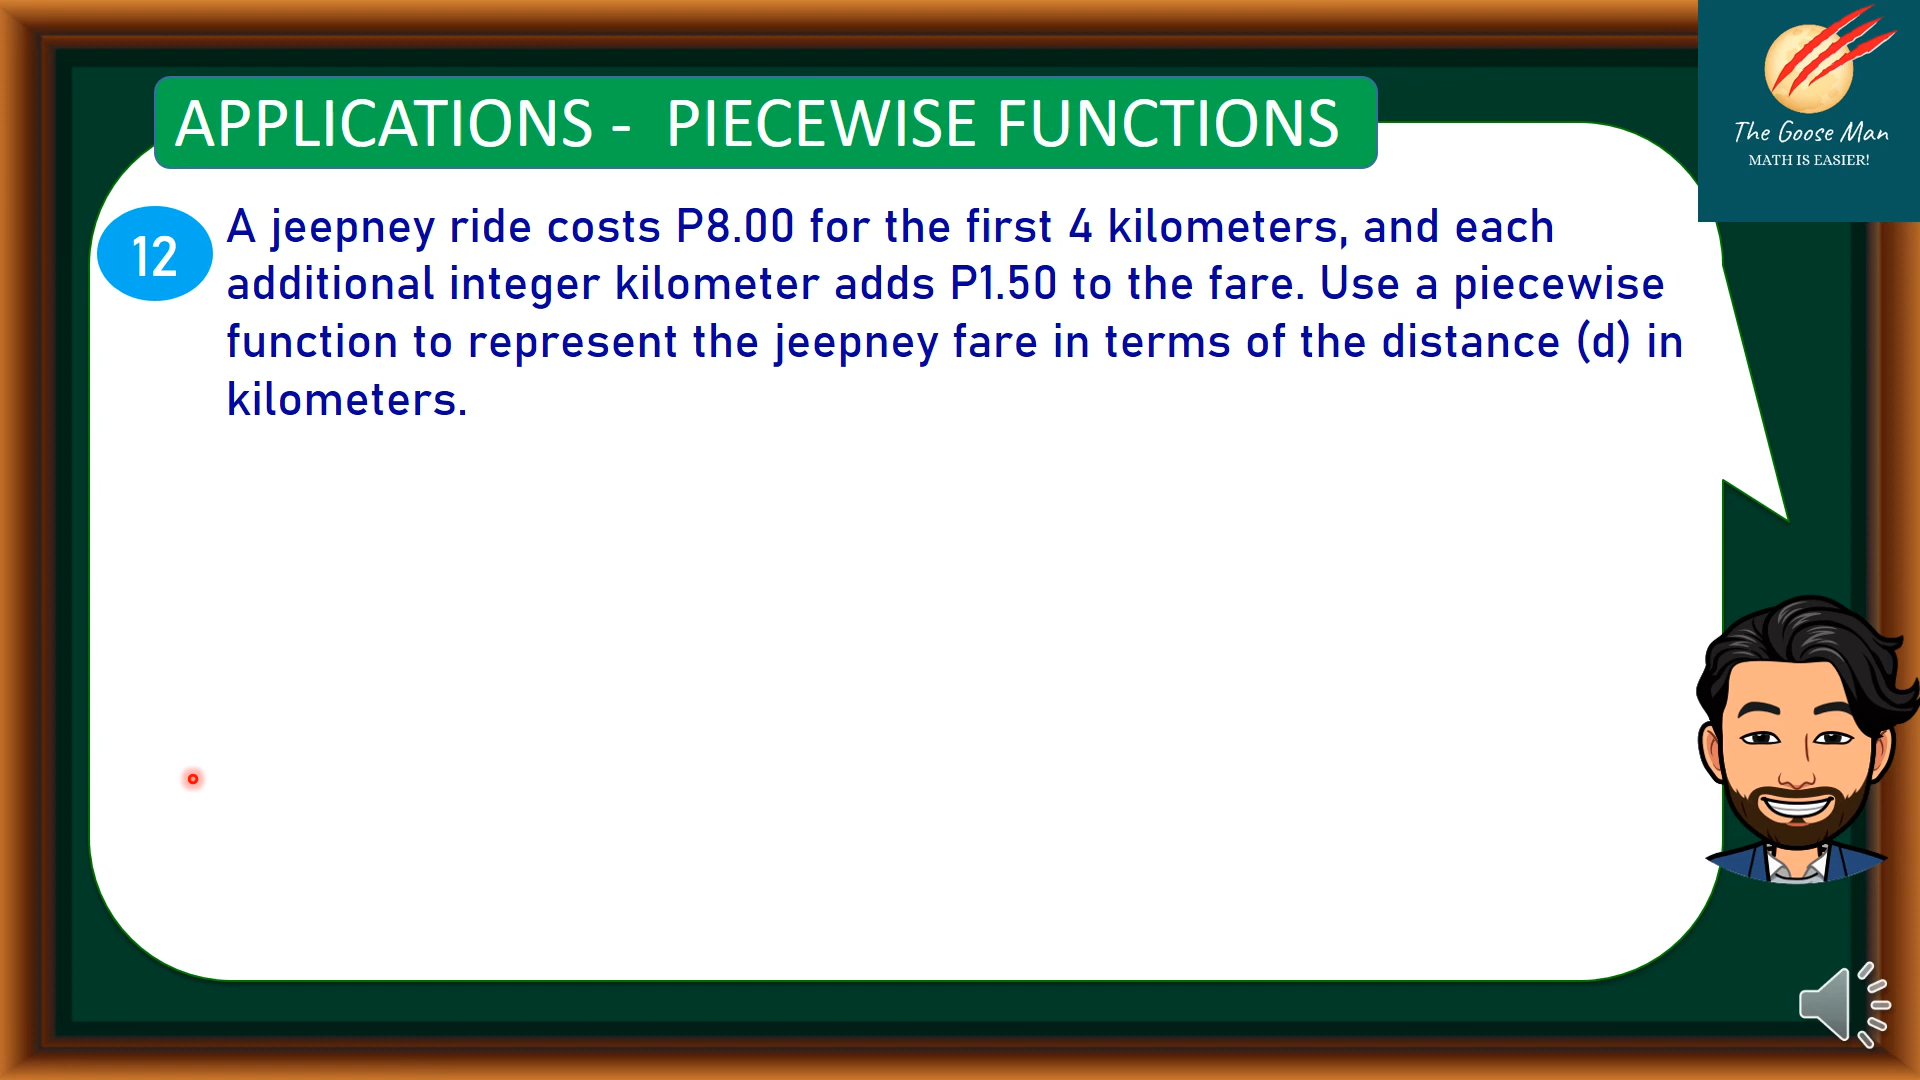 APPLICATIONS - PIECEWISE FUNCTIONS
The Goose Man
MATH IS EASIER!
12
A jeepney ride costs P8.00 for the first 4 kilometers, and each
additional integer kilometer adds P1.50 to the fare. Use a piecewise
function to represent the jeepney fare in terms of the distance (d) in
kilometers.